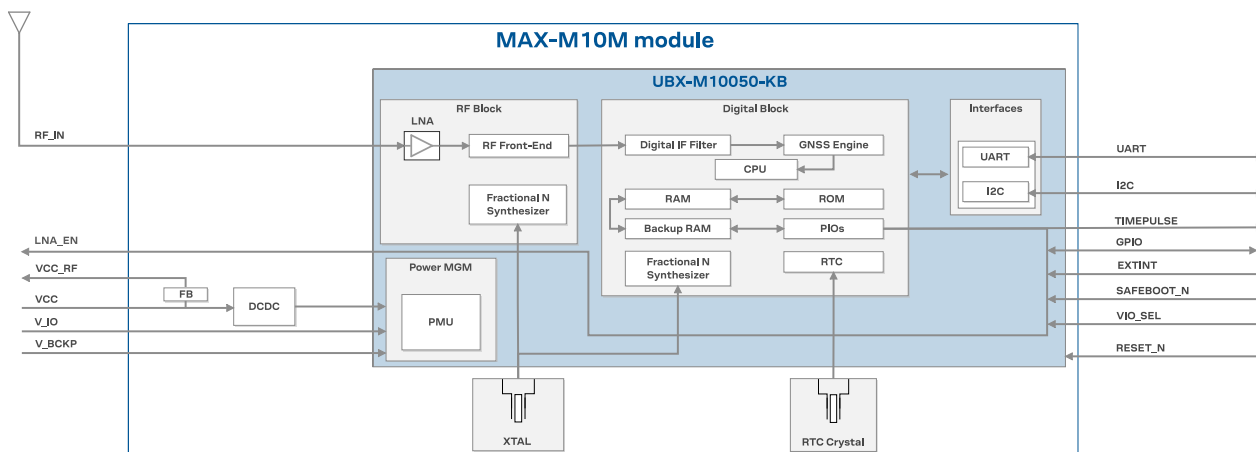 MAX-M10M module
UBX-M10050-KB
RF Block
Digital Block
Interfaces
LNA
RF_IN
RF Front-End
Digital IF Filter
GNSS Engine
CPU
UART
UART
I2C
I2C
Fractional N
Synthesizer
RAM
ROM
Backup RAM
PIOs
TIMEPULSE
LNA_EN
GPIO
Power MGM
Fractional N
Synthesizer
RTC
VCC_RF
EXTINT
FB
DCDC
VCC
SAFEBOOT_N
PMU
V_IO
VIO_SEL
V_BCKP
RESET_N
XTAL
RTC Crystal